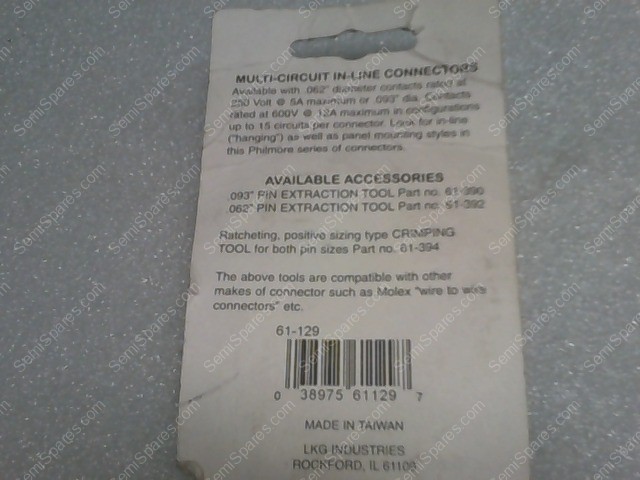 MULTI-CIRCUIT IN-LINE CONNECTORS
Available with .062" diameter contacts rated at
250 Volt @ 5A maximum or .093" dia. Contacts
rated at 600V @ 12A maximum in configurations
up to 15 circuits per connector. Look for in-line
("hanging") as well as panel mounting styles in
this Philmore series of connectors.
AVAILABLE ACCESSORIES
.093" PIN EXTRACTION TOOL Part no. 61-390
.062" PIN EXTRACTION TOOL Part no. 61-392
Ratcheting, positive sizing type CRIMPING
TOOL for both pin sizes Part no. 61-394
The above tools are compatible with other
makes of connector such as Molex "wire to wire
connectors" etc.
61-129
0 38975 61129 7
MADE IN TAIWAN
LKG INDUSTRIES
ROCKFORD, IL 61109
SemiSpares.com